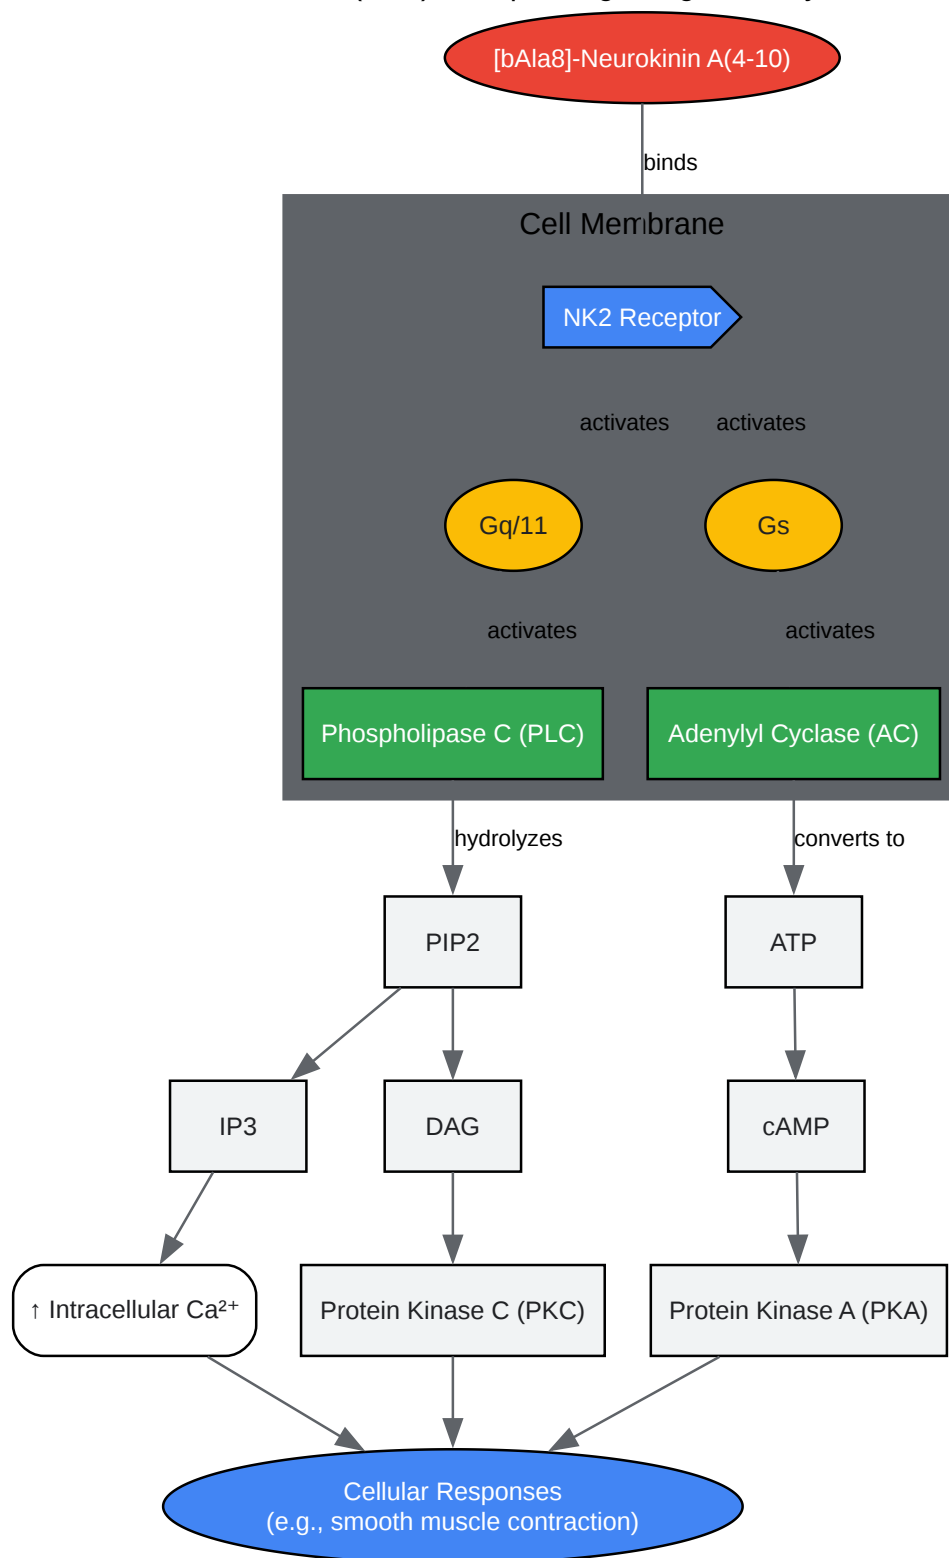 [bAla8]-Neurokinin A(4-10)
binds
Cell Membrane
NK2 Receptor
activates
activates
Gq/11
Gs
activates
activates
Phospholipase C (PLC)
Adenylyl Cyclase (AC)
hydrolyzes
converts to
PIP2
ATP
IP3
DAG
cAMP
↑ Intracellular Ca²⁺
Protein Kinase C (PKC)
Protein Kinase A (PKA)
Cellular Responses
(e.g., smooth muscle contraction)